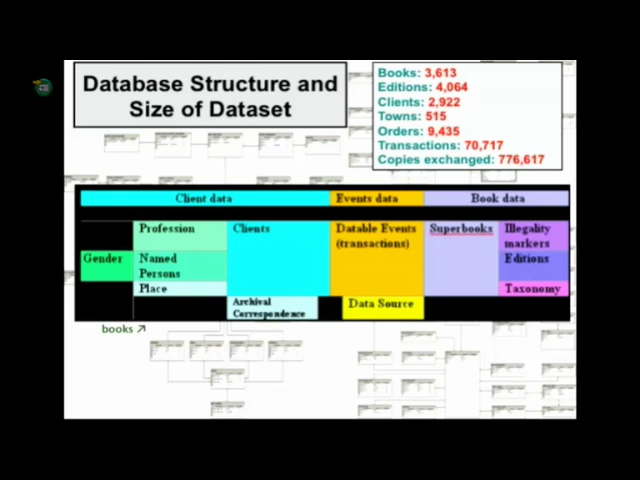 Database Structure and
Size of Dataset
Books: 3,613
Editions: 4,064
Clients: 2,922
Towns: 515
Orders: 9,435
Transactions: 70,717
Copies exchanged: 776,617
Client data
Events data
Book data
Gender
Profession
Named
Persons
Place
Clients
Archival
Correspondence
Datable Events
(transactions)
Data Source
Superbooks
Illegality
markers
Editions
Taxonomy
books ↗